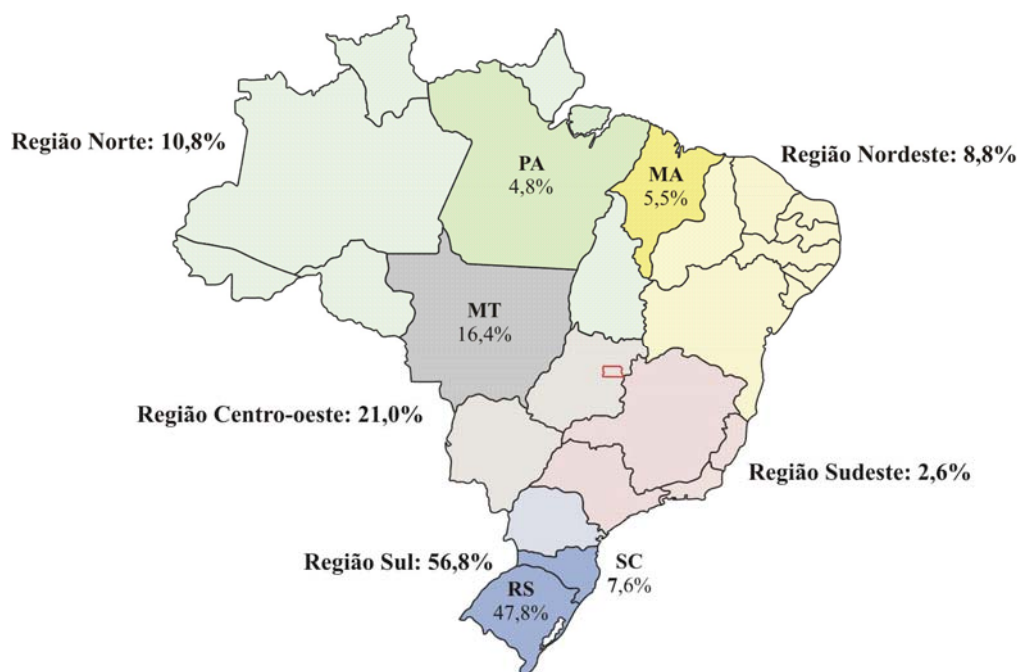 Região Norte: 10,8%
PA
4,8%
MA
5,5%
Região Nordeste: 8,8%
MT
16,4%
Região Centro-oeste: 21,0%
Região Sudeste: 2,6%
Região Sul: 56,8%
SC
7,6%
RS
47,8%